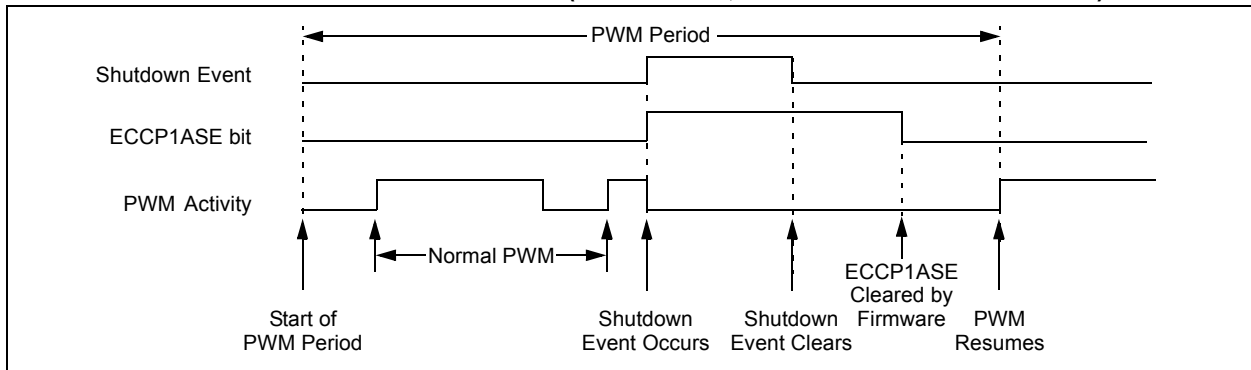 PWM Period
Shutdown Event
ECCP1ASE bit
PWM Activity
Normal PWM
Start of
PWM Period
Shutdown
Event Occurs
Shutdown
Event Clears
ECCP1ASE
Cleared by
Firmware
PWM
Resumes